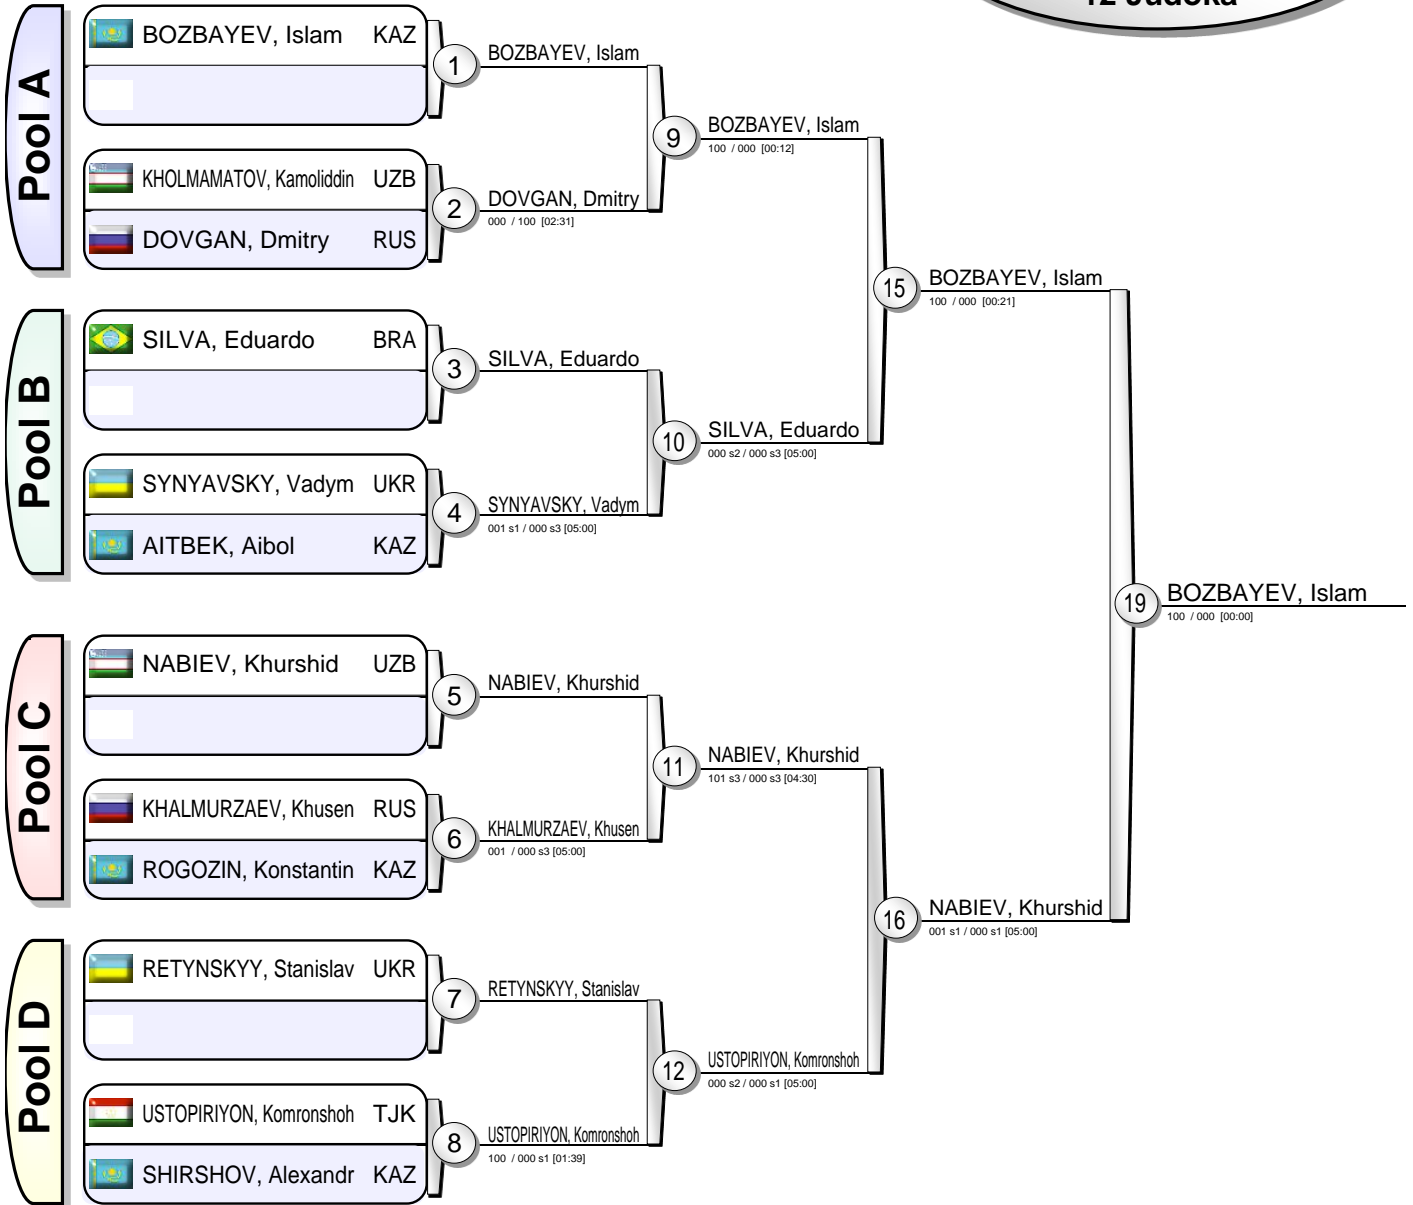 12 Judoka
Pool A
BOZBAYEV, Islam KAZ
1
BOZBAYEV, Islam
KHOLMAMATOV, Kamoliddin UZB
DOVGAN, Dmitry RUS
2
DOVGAN, Dmitry
000 / 100 [02:31]
9
BOZBAYEV, Islam
100 / 000 [00:12]
Pool B
SILVA, Eduardo BRA
3
SILVA, Eduardo
SYNYAVSKY, Vadym UKR
AITBEK, Aibol KAZ
4
SYNYAVSKY, Vadym
001 s1 / 000 s3 [05:00]
10
SILVA, Eduardo
000 s2 / 000 s3 [05:00]
15
BOZBAYEV, Islam
100 / 000 [00:21]
Pool C
NABIEV, Khurshid UZB
5
NABIEV, Khurshid
KHALMURZAEV, Khusen RUS
ROGOZIN, Konstantin KAZ
6
KHALMURZAEV, Khusen
001 / 000 s3 [05:00]
11
NABIEV, Khurshid
101 s3 / 000 s3 [04:30]
Pool D
RETYNSKYY, Stanislav UKR
7
RETYNSKYY, Stanislav
USTOPIRIYON, Komronshoh TJK
SHIRSHOV, Alexandr KAZ
8
USTOPIRIYON, Komronshoh
100 / 000 s1 [01:39]
12
USTOPIRIYON, Komronshoh
000 s2 / 000 s1 [05:00]
16
NABIEV, Khurshid
001 s1 / 000 s1 [05:00]
19
BOZBAYEV, Islam
100 / 000 [00:00]